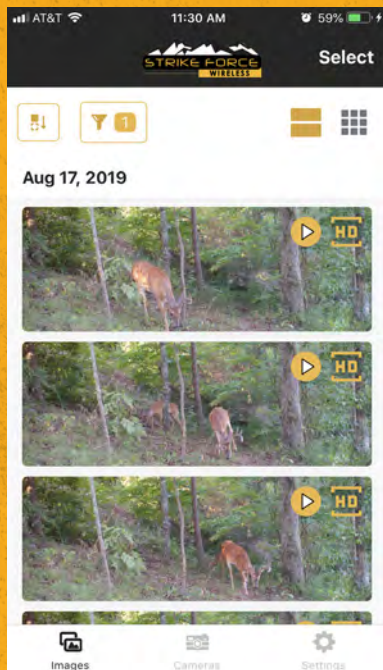 AT&T 11:30 AM 59%
STRIKE FORCE
WIRELESS
Select
1
Aug 17, 2019
HD
HD
HD
Images Cameras Settings